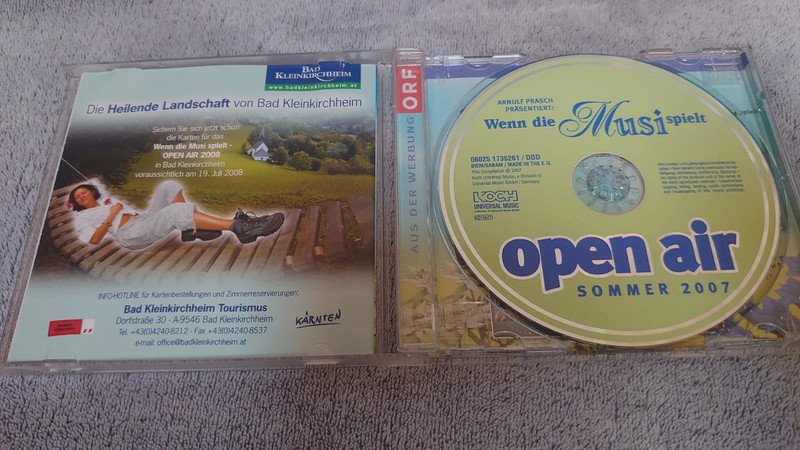 BAD
KLEINKIRCHHEIM
www.badkleinkirchheim.at
Die Heilende Landschaft von Bad Kleinkirchheim
Sichern Sie sich jetzt schon
die Karten für das
Wenn die Musi spielt -
OPEN AIR 2008
in Bad Kleinkirchheim
voraussichtlich am 19. Juli 2008
INFOHOTLINE für Kartenbestellungen und Zimmerreservierungen:
Bad Kleinkirchheim Tourismus
Dorfstraße 30 · A-9546 Bad Kleinkirchheim
Tel. +43(0)4240-8212 · Fax +43(0)4240-8537
e-mail: office@badkleinkirchheim.at
KÄRNTEN
AUS DER WERBUNG
ORF
ARNULF PRASCH
PRÄSENTIERT:
Wenn die Musi spielt
06025 1735261 / DDD
BIEM/SABAM / MADE IN THE E.U.
This Compilation ℗ 2007
Koch Universal Music, a Division of
Universal Music GmbH / Germany
KOCH
UNIVERSAL MUSIC
open air
SOMMER 2007